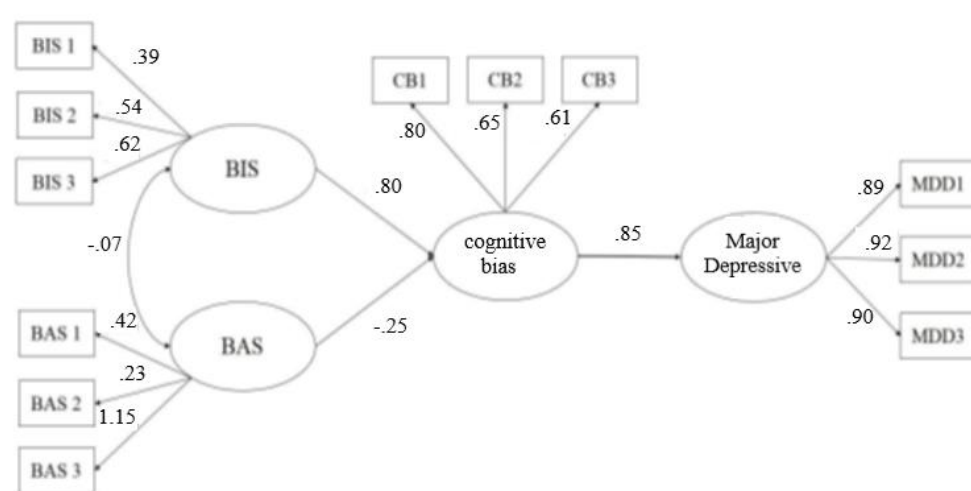 BIS 1
.39
BIS 2
.54
.62
BIS 3
BIS
-.07
BAS 1
.42
BAS 2
.23
1.15
BAS 3
BAS
CB1
CB2
CB3
.80
.65
.61
.80
-.25
cognitive
bias
.85
Major
Depressive
.89
MDD1
.92
MDD2
.90
MDD3